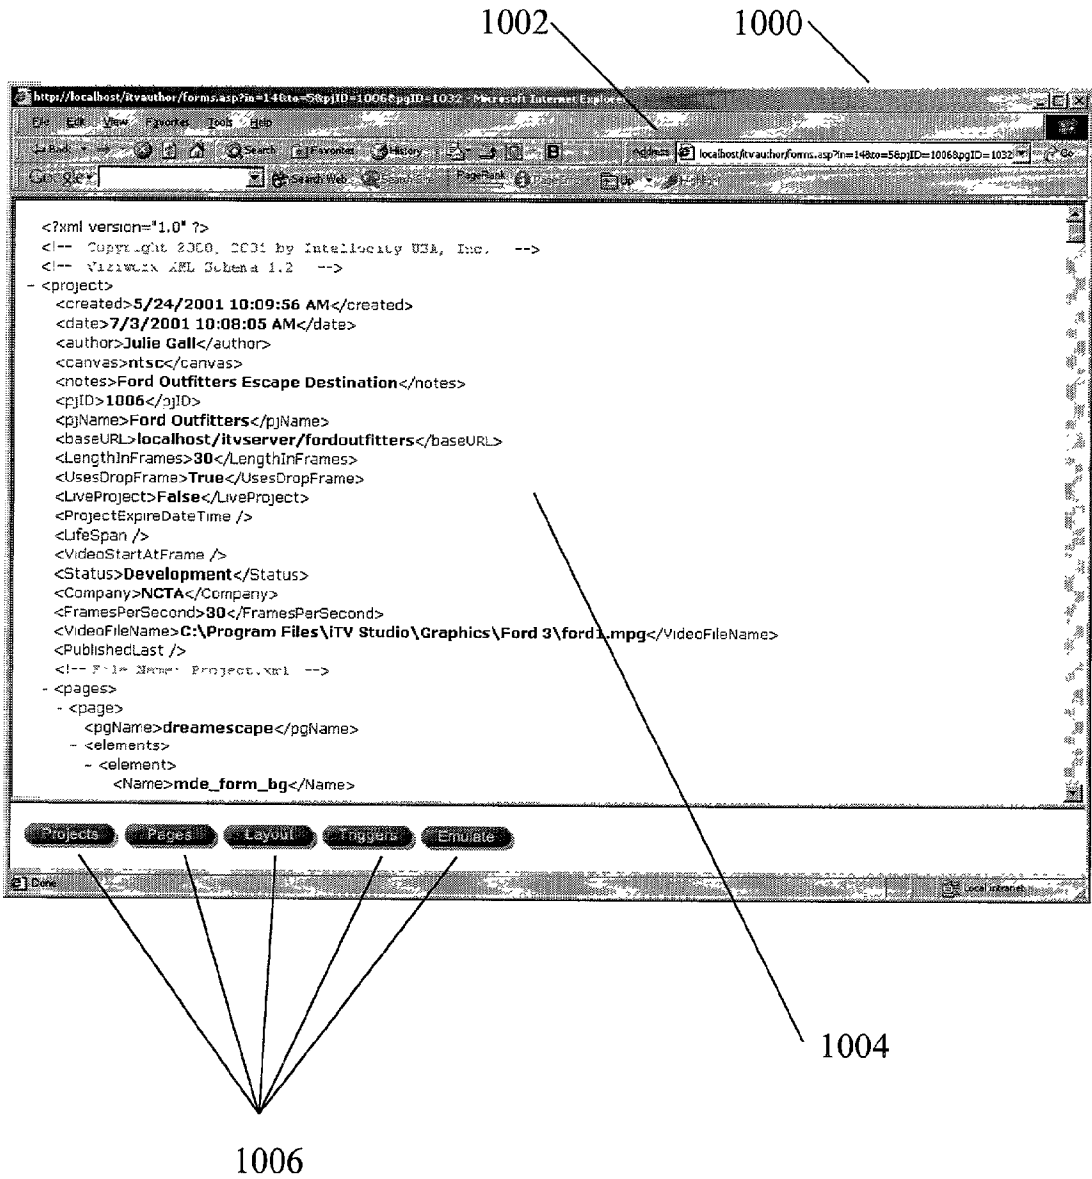 1002
1000
http://localhost/itvauthor/forms.asp?in=14&to=5&pjID=1006&pgID=1032 - Microsoft Internet Explorer
File Edit View Favorites Tools Help
Back Search Favorites History B Address localhost/itvauthor/forms.asp?in=14&to=5&pjID=1006&pgID=1032 Go
Google Search Web PageRank Up
<?xml version="1.0" ?>
<!-- Copyright 2000, 2001 by Intellocity USA, Inc. -->
<!-- XML Schema 1.2 -->
- <project>
<created>5/24/2001 10:09:56 AM</created>
<date>7/3/2001 10:08:05 AM</date>
<author>Julie Gall</author>
<canvas>ntsc</canvas>
<notes>Ford Outfitters Escape Destination</notes>
<pjID>1006</pjID>
<pjName>Ford Outfitters</pjName>
<baseURL>localhost/itvserver/fordoutfitters</baseURL>
<LengthInFrames>30</LengthInFrames>
<UsesDropFrame>True</UsesDropFrame>
<LiveProject>False</LiveProject>
<ProjectExpireDateTime />
<LifeSpan />
<VideoStartAtFrame />
<Status>Development</Status>
<Company>NCTA</Company>
<FramesPerSecond>30</FramesPerSecond>
<VideoFileName>C:\Program Files\iTV Studio\Graphics\Ford 3\ford1.mpg</VideoFileName>
<PublishedLast />
<!-- File Name: Project.xml -->
- <pages>
- <page>
<pgName>dreamescape</pgName>
- <elements>
- <element>
<Name>mde_form_bg</Name>
Projects Pages Layout Triggers Emulate
Done Local intranet
1004
1006